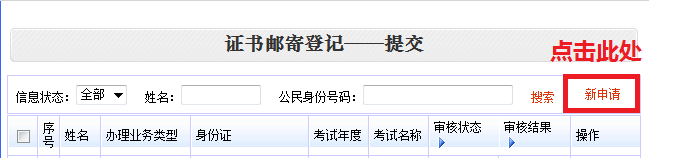 证书邮寄登记——提交
点击此处
信息状态： 全部 姓名： 公民身份号码： 搜索 新申请
序号 姓名 办理业务类型 身份证 考试年度 考试名称 审核状态 审核结果 操作